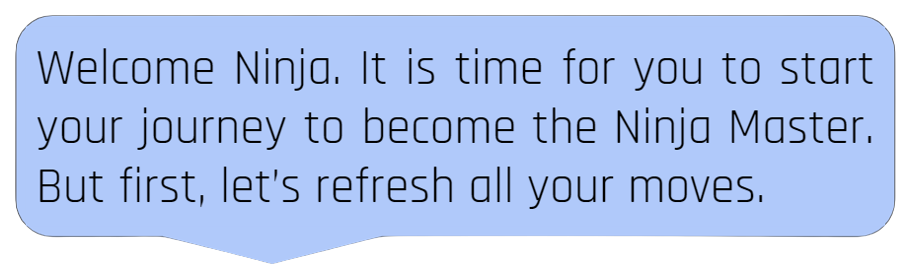 Welcome Ninja. It is time for you to start
your journey to become the Ninja Master.
But first, let's refresh all your moves.